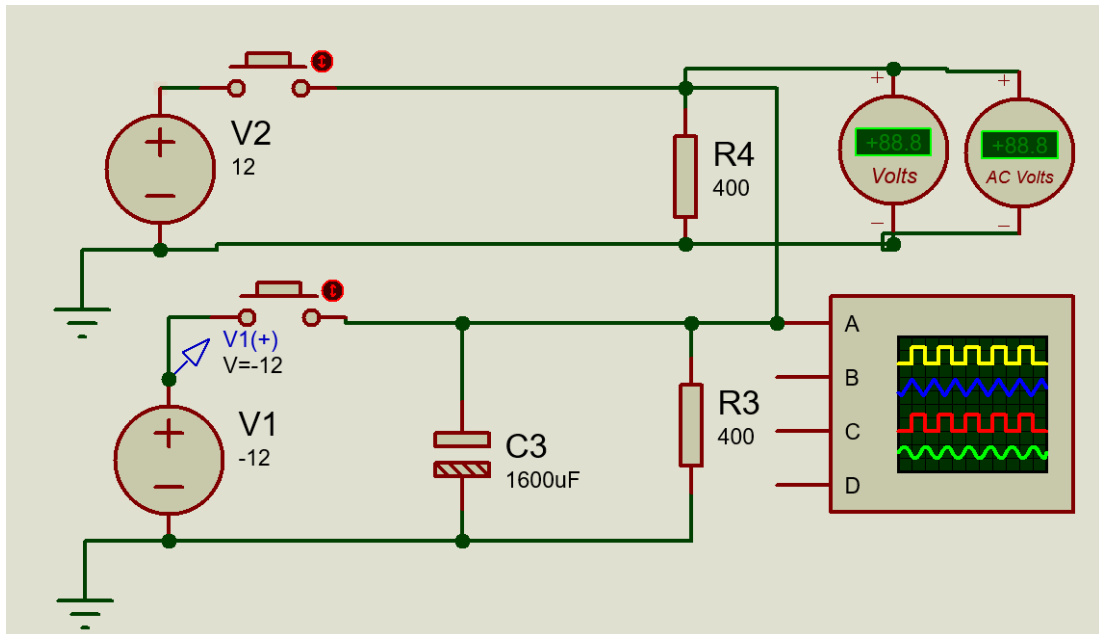 V2
12
R4
400
+
-
+88.8
Volts
+
-
+88.8
AC Volts
V1(+)
V=-12
V1
-12
C3
1600uF
R3
400
A
B
C
D